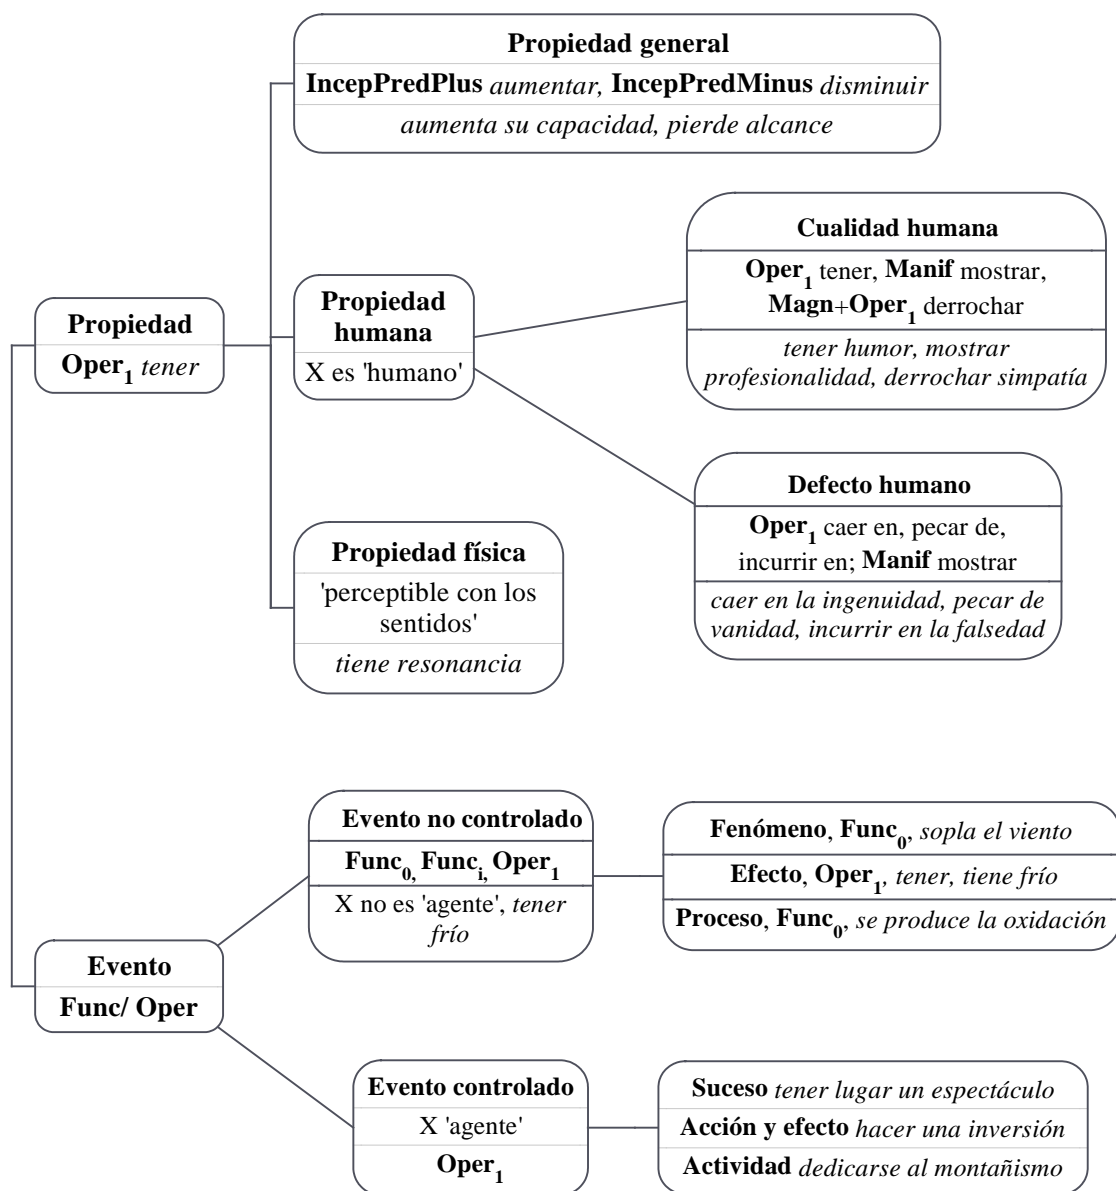 Propiedad general
IncepPredPlus aumentar, IncepPredMinus disminuir
aumenta su capacidad, pierde alcance
Cualidad humana
Oper1 tener, Manif mostrar,
Magn+Oper1 derrochar
tener humor, mostrar
profesionalidad, derrochar simpatía
Propiedad
Oper1 tener
Propiedad
humana
X es 'humano'
Defecto humano
Oper1 caer en, pecar de,
incurrir en; Manif mostrar
caer en la ingenuidad, pecar de
vanidad, incurrir en la falsedad
Propiedad física
'perceptible con los
sentidos'
tiene resonancia
Evento no controlado
Func0, Funci, Oper1
X no es 'agente', tener
frío
Fenómeno, Func0, sopla el viento
Efecto, Oper1, tener, tiene frío
Proceso, Func0, se produce la oxidación
Evento
Func/ Oper
Evento controlado
X 'agente'
Oper1
Suceso tener lugar un espectáculo
Acción y efecto hacer una inversión
Actividad dedicarse al montañismo